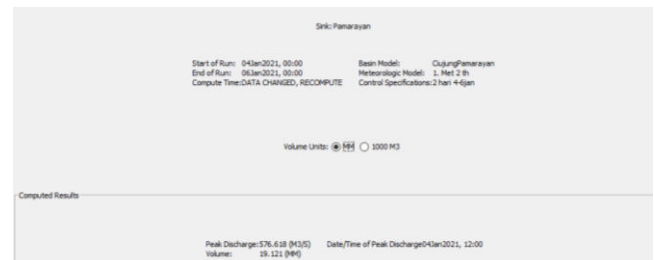 Sink: Pamarayan
Start of Run: 04Jan2021, 00:00 Basin Model: CiujungPamarayan
End of Run: 06Jan2021, 00:00 Meteorologic Model: 1. Met 2 th
Compute Time:DATA CHANGED, RECOMPUTE Control Specifications:2 hari 4-6jan
Volume Units: MM 1000 M3
Computed Results
Peak Discharge:576.618 (M3/S) Date/Time of Peak Discharge04Jan2021, 12:00
Volume: 19.121 (MM)